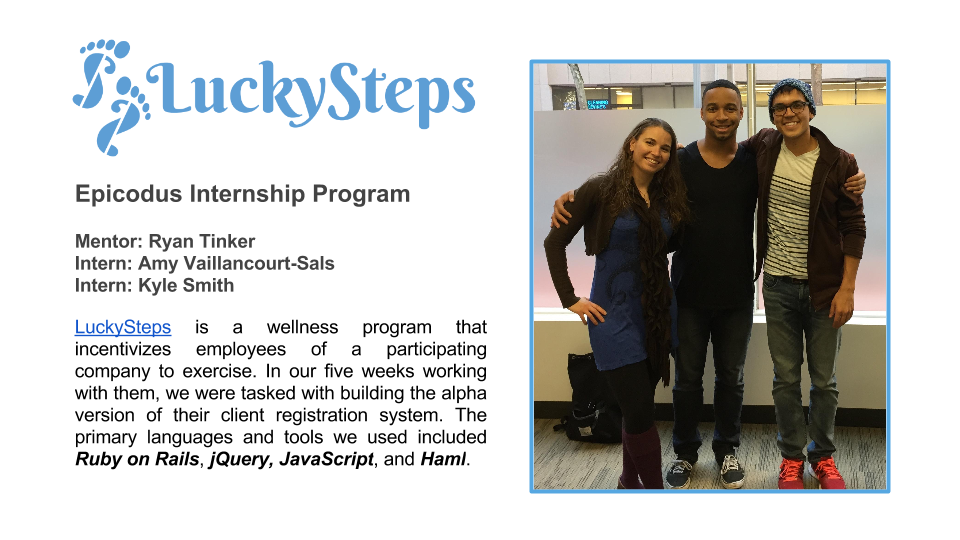 LuckySteps
Epicodus Internship Program
Mentor: Ryan Tinker
Intern: Amy Vaillancourt-Sals
Intern: Kyle Smith
LuckySteps is a wellness program that
incentivizes employees of a participating
company to exercise. In our five weeks working
with them, we were tasked with building the alpha
version of their client registration system. The
primary languages and tools we used included
Ruby on Rails, jQuery, JavaScript, and Haml.
CLEANING